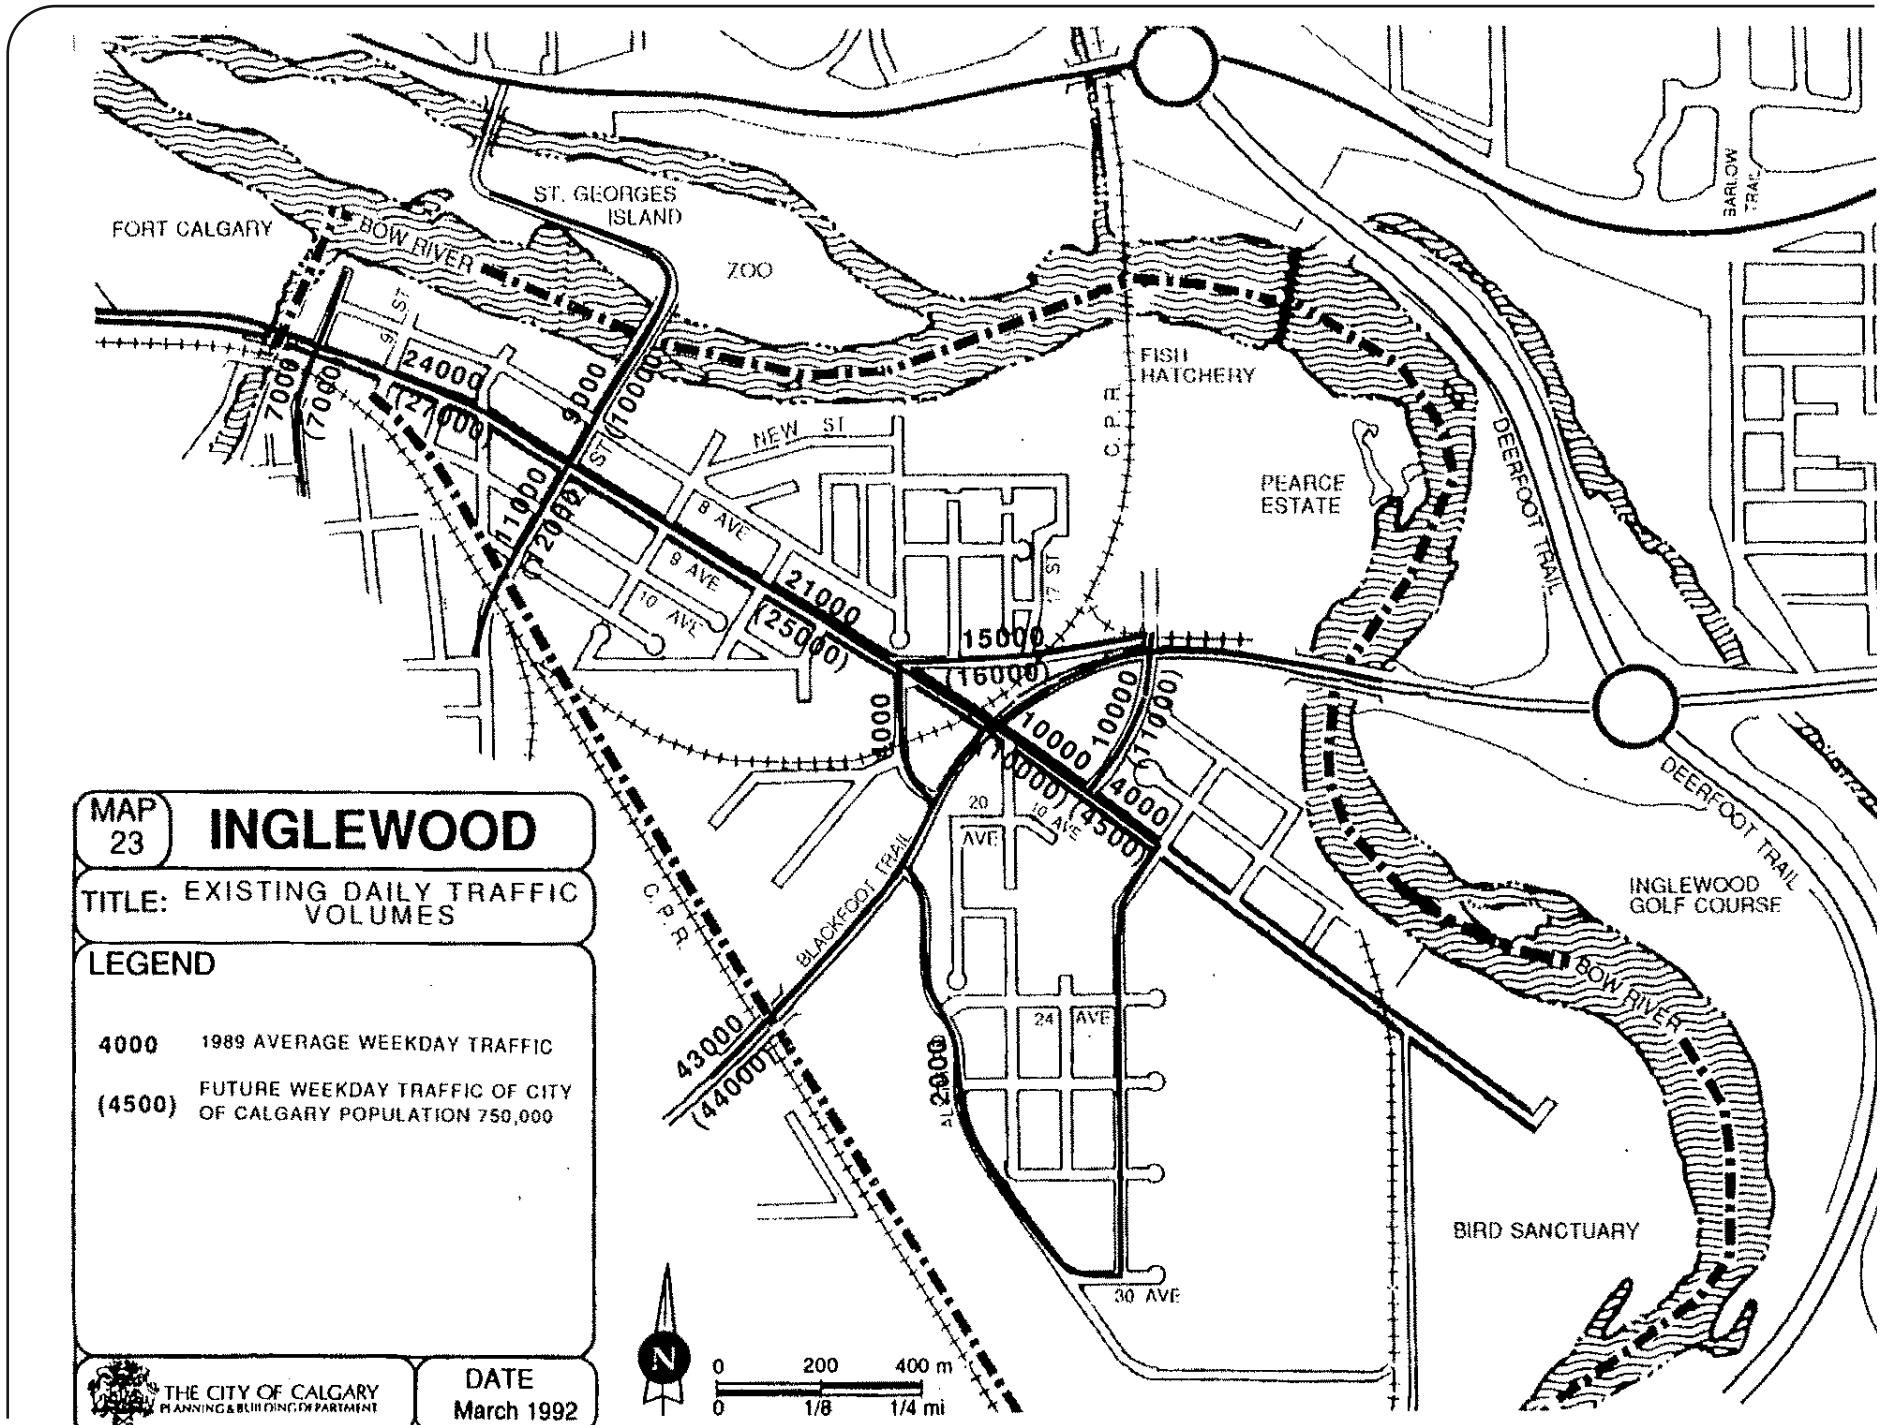 BARLOW
TRAIL
ST. GEORGES
ISLAND
FORT CALGARY
BOW RIVER
ZOO
ST
9
24000
(27000)
7000
(7000)
9000
(10000)
ST
FISH
HATCHERY
C. P. R.
NEW ST
DEERFOOT TRAIL
PEARCE
ESTATE
11000
(12000)
8 AVE
9 AVE
10 AVE
21000
(25000)
17 ST
15000
(16000)
4000
10000
(10000)
10000
(11000)
4000
(4500)
20
AVE
10 AVE
DEERFOOT TRAIL
BLACKFOOT TRAIL
C. P. R.
INGLEWOOD
GOLF COURSE
BOW RIVER
24 AVE
43000
(44000)
2000
BIRD SANCTUARY
30 AVE
MAP
23
INGLEWOOD
TITLE: EXISTING DAILY TRAFFIC
VOLUMES
LEGEND
4000 1989 AVERAGE WEEKDAY TRAFFIC
(4500) FUTURE WEEKDAY TRAFFIC OF CITY
OF CALGARY POPULATION 750,000
THE CITY OF CALGARY
PLANNING & BUILDING DEPARTMENT
DATE
March 1992
N
0 200 400 m
0 1/8 1/4 mi